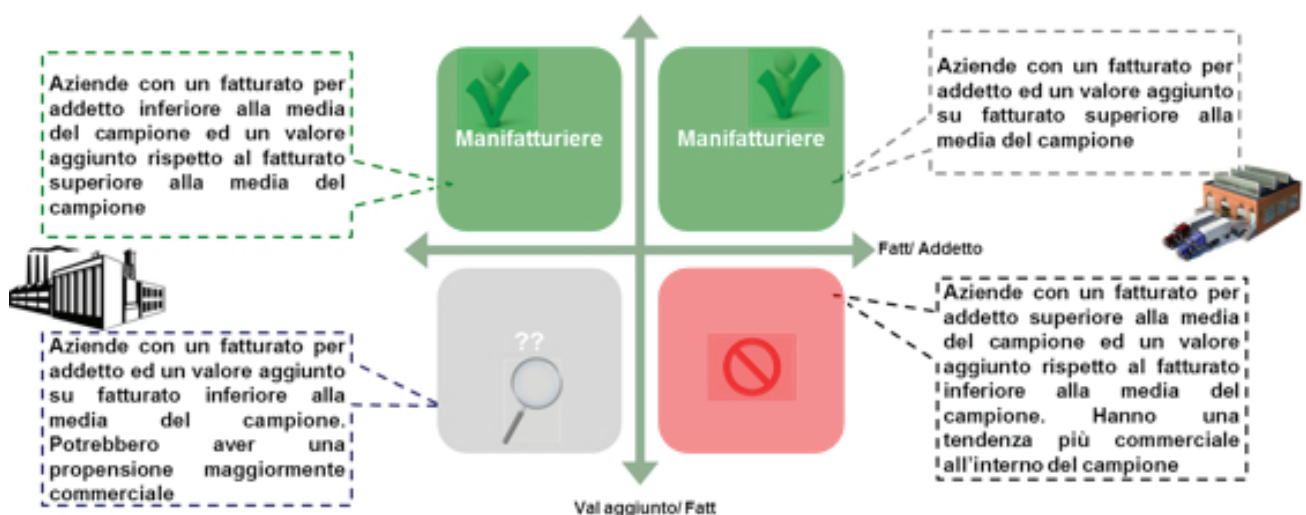 Aziende con un fatturato per
addetto inferiore alla media
del campione ed un valore
aggiunto rispetto al fatturato
superiore alla media del
campione
Manifatturiere
Manifatturiere
Aziende con un fatturato per
addetto ed un valore aggiunto
su fatturato superiore alla
media del campione
Fatt/ Addetto
Aziende con un fatturato per
addetto ed un valore aggiunto
su fatturato inferiore alla
media del campione.
Potrebbero aver una
propensione maggiormente
commerciale
??
Aziende con un fatturato per
addetto superiore alla media
del campione ed un valore
aggiunto rispetto al fatturato
inferiore alla media del
campione. Hanno una
tendenza più commerciale
all'interno del campione
Val aggiunto/ Fatt